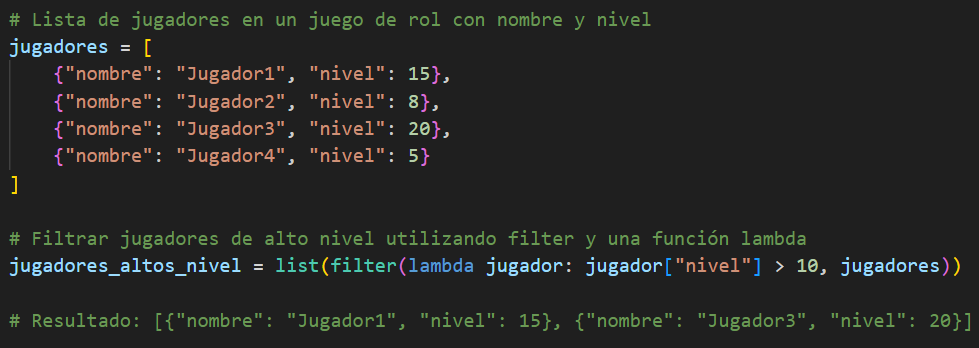 # Lista de jugadores en un juego de rol con nombre y nivel
jugadores = [
    {"nombre": "Jugador1", "nivel": 15},
    {"nombre": "Jugador2", "nivel": 8},
    {"nombre": "Jugador3", "nivel": 20},
    {"nombre": "Jugador4", "nivel": 5}
]

# Filtrar jugadores de alto nivel utilizando filter y una función lambda
jugadores_altos_nivel = list(filter(lambda jugador: jugador["nivel"] > 10, jugadores))

# Resultado: [{"nombre": "Jugador1", "nivel": 15}, {"nombre": "Jugador3", "nivel": 20}]